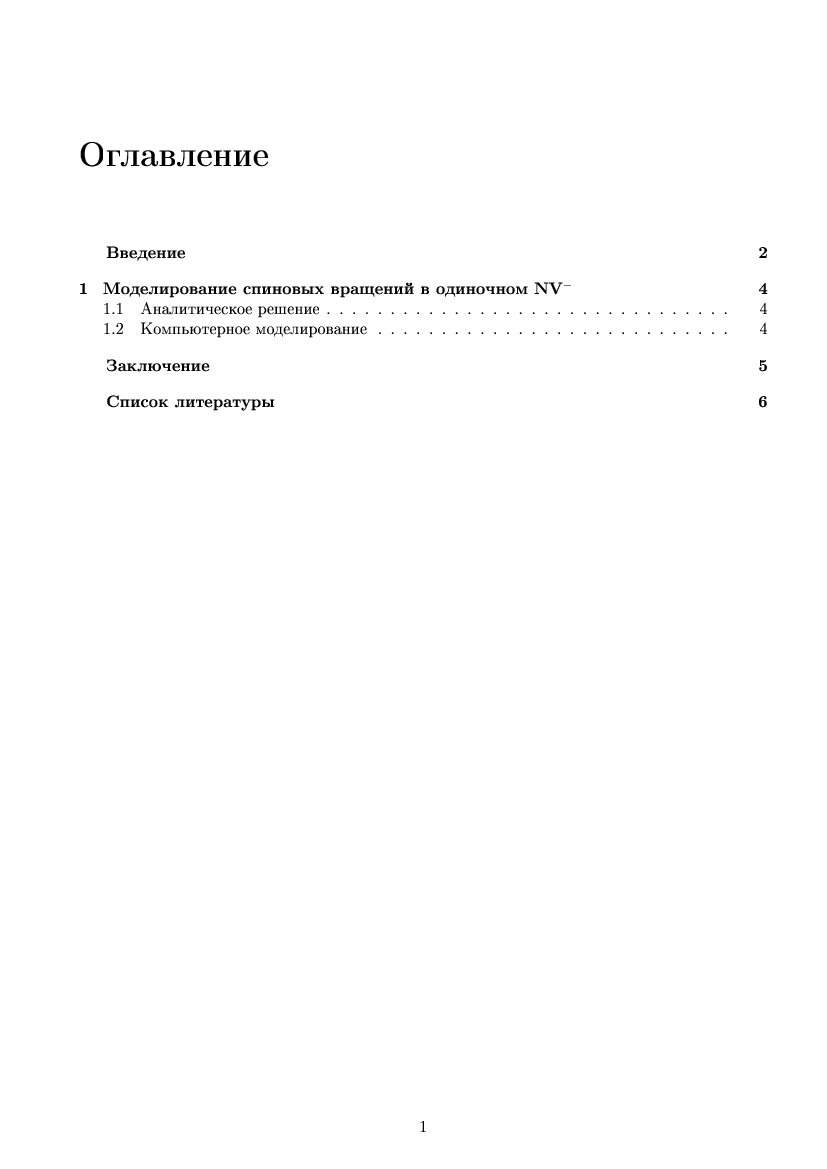 Оглавление
Введение 2
1 Моделирование спиновых вращений в одиночном NV⁻ 4
1.1 Аналитическое решение . . . . . . . . . . . . . . . . . . . . . . . . . . . . . . . . 4
1.2 Компьютерное моделирование . . . . . . . . . . . . . . . . . . . . . . . . . . . . 4
Заключение 5
Список литературы 6
1